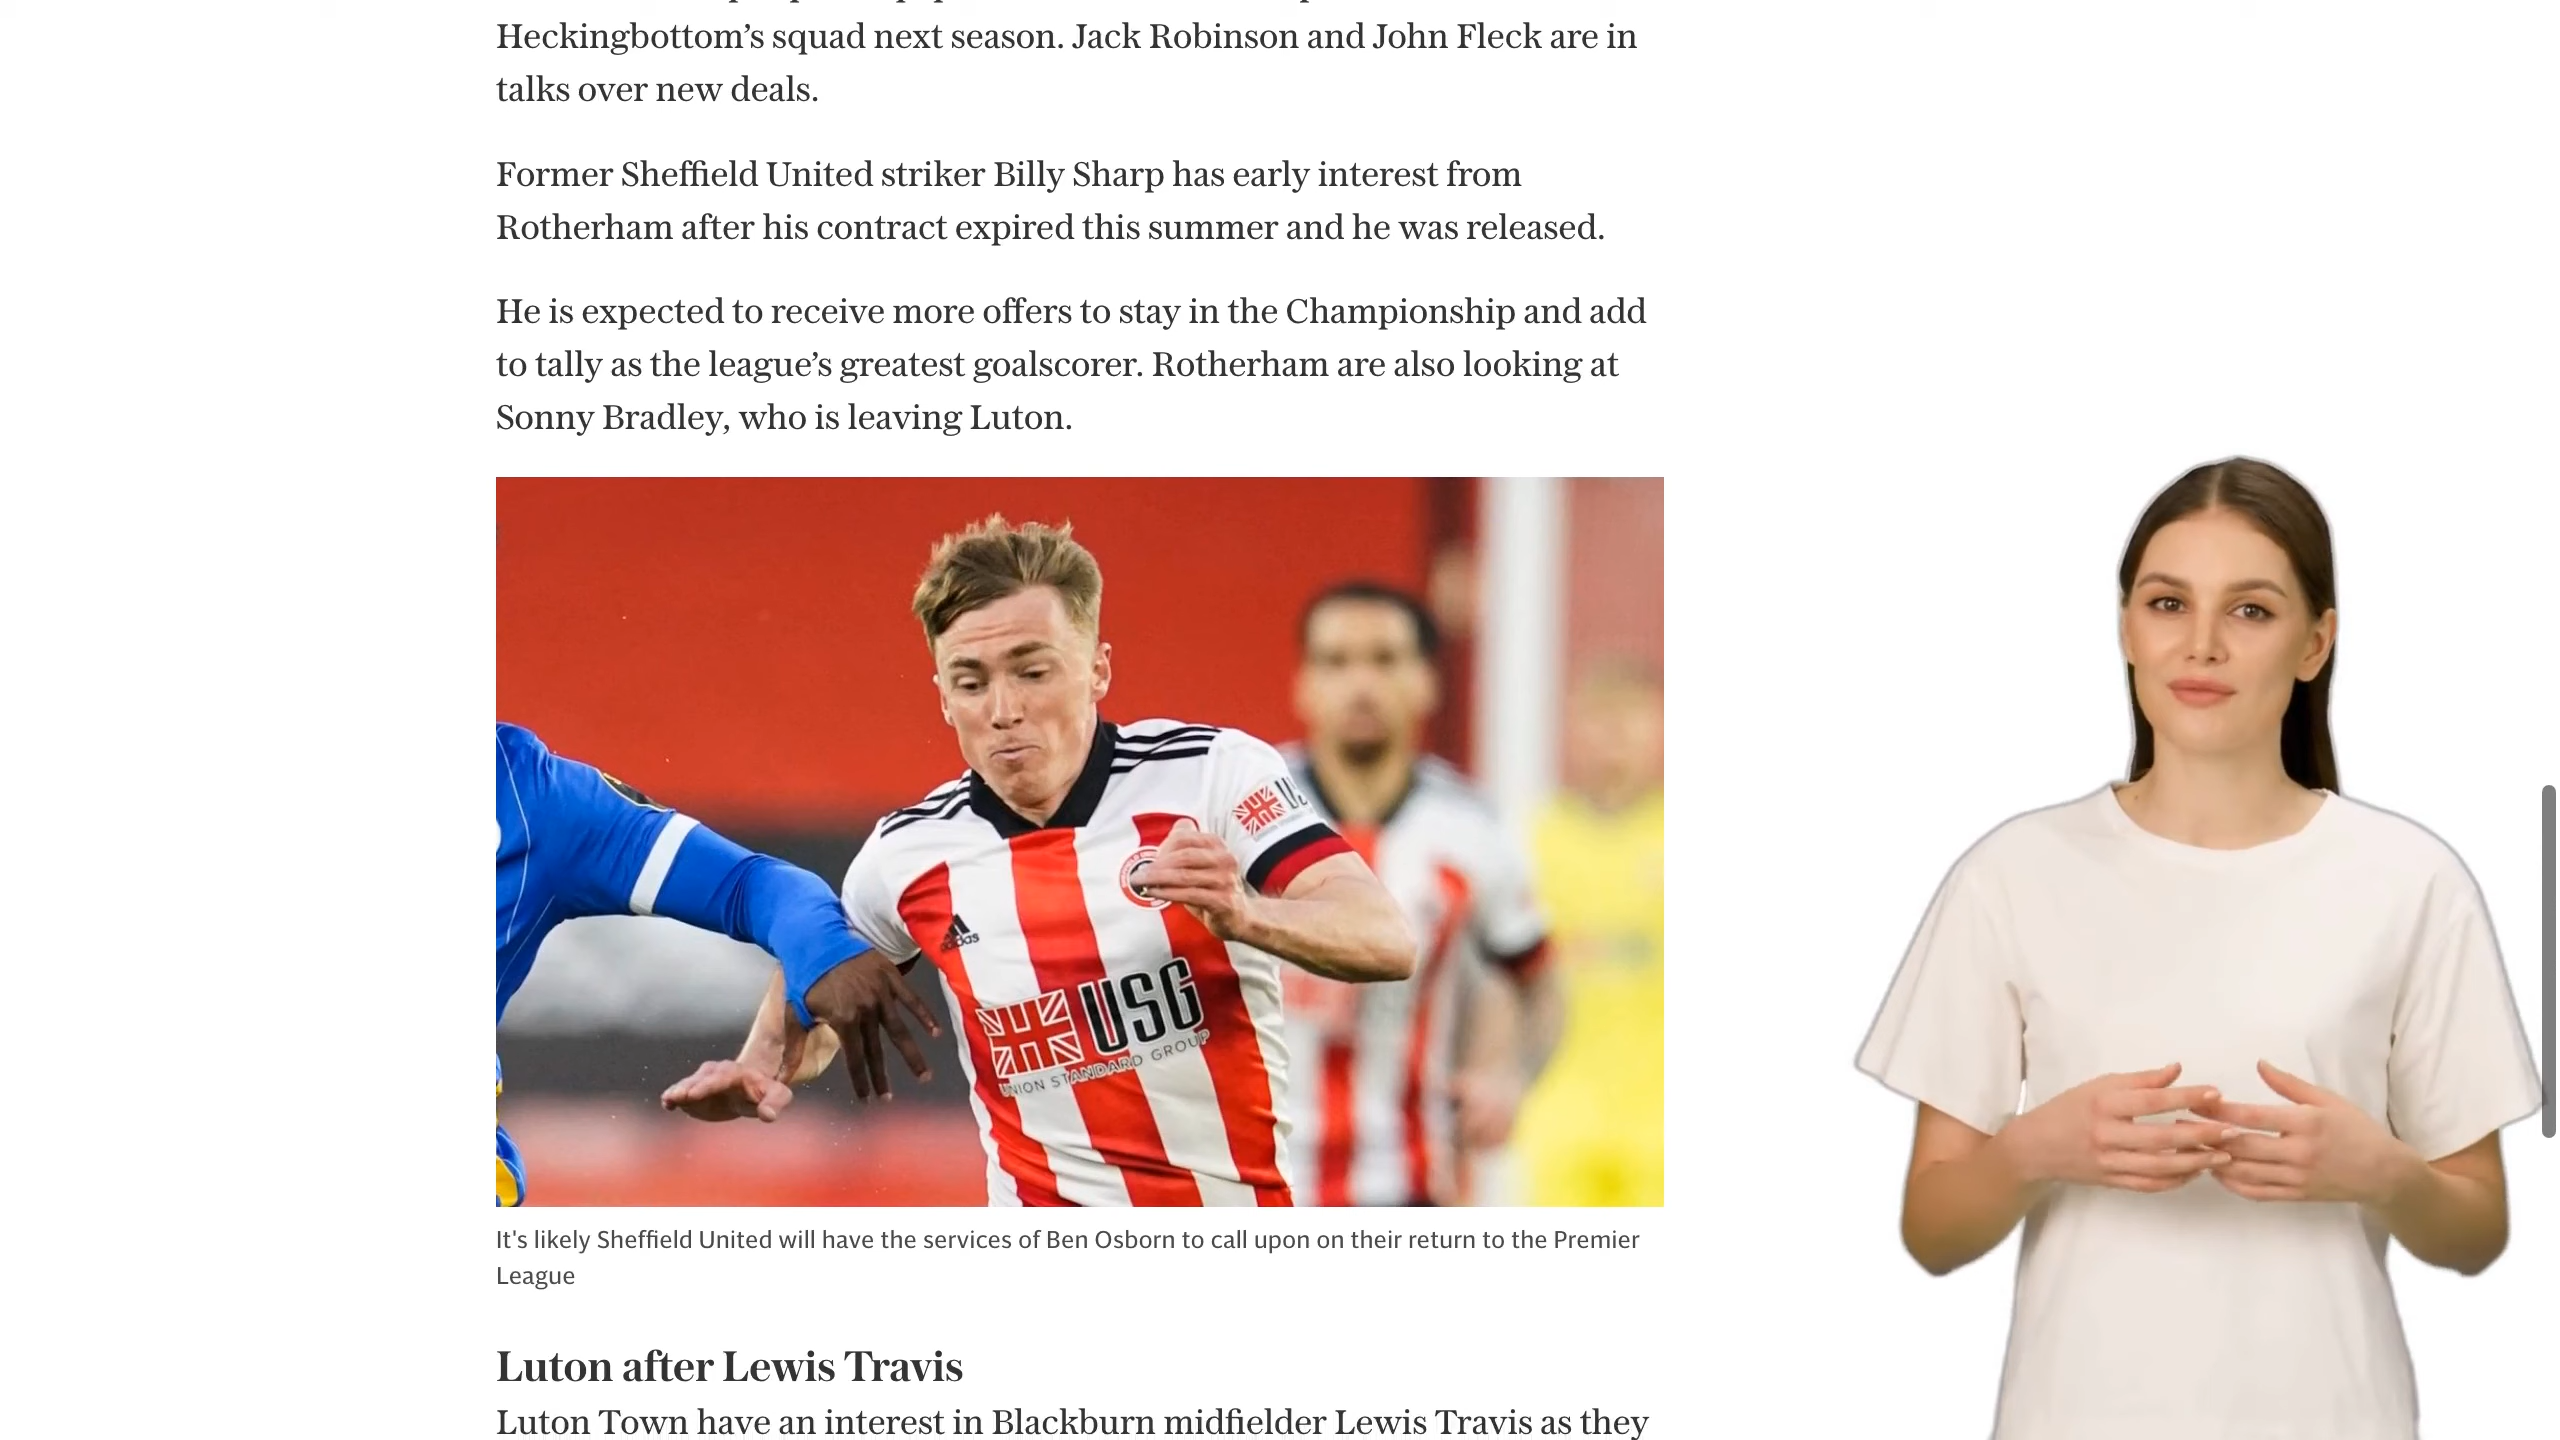 Heckingbottom’s squad next season. Jack Robinson and John Fleck are in
talks over new deals.
Former Sheffield United striker Billy Sharp has early interest from
Rotherham after his contract expired this summer and he was released.
He is expected to receive more offers to stay in the Championship and add
to tally as the league’s greatest goalscorer. Rotherham are also looking at
Sonny Bradley, who is leaving Luton.
adidas
USG
UNION STANDARD GROUP
It's likely Sheffield United will have the services of Ben Osborn to call upon on their return to the Premier
League
Luton after Lewis Travis
Luton Town have an interest in Blackburn midfielder Lewis Travis as they